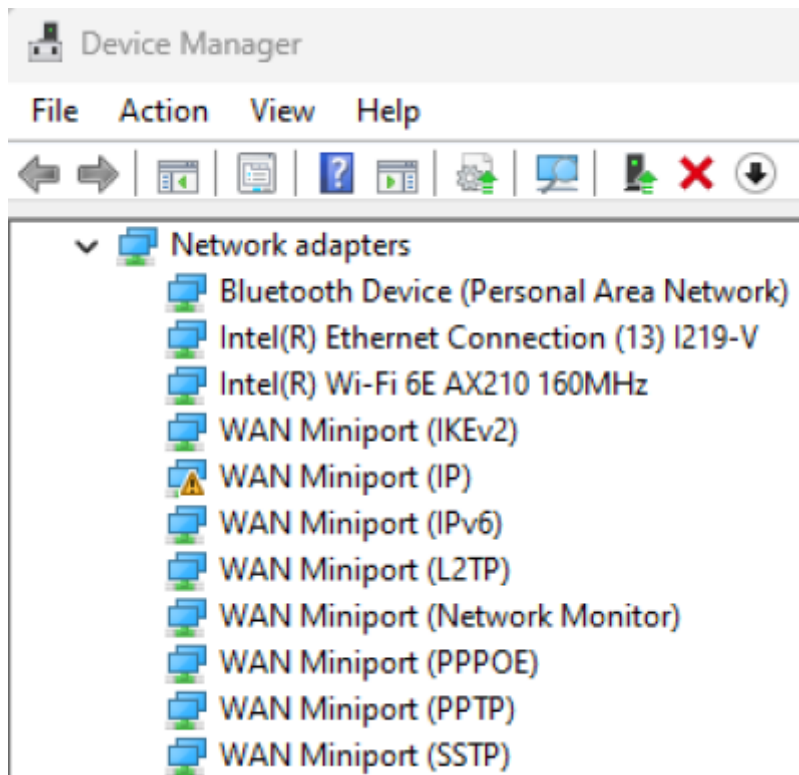 Device Manager
File Action View Help
Network adapters
Bluetooth Device (Personal Area Network)
Intel(R) Ethernet Connection (13) I219-V
Intel(R) Wi-Fi 6E AX210 160MHz
WAN Miniport (IKEv2)
WAN Miniport (IP)
WAN Miniport (IPv6)
WAN Miniport (L2TP)
WAN Miniport (Network Monitor)
WAN Miniport (PPPOE)
WAN Miniport (PPTP)
WAN Miniport (SSTP)